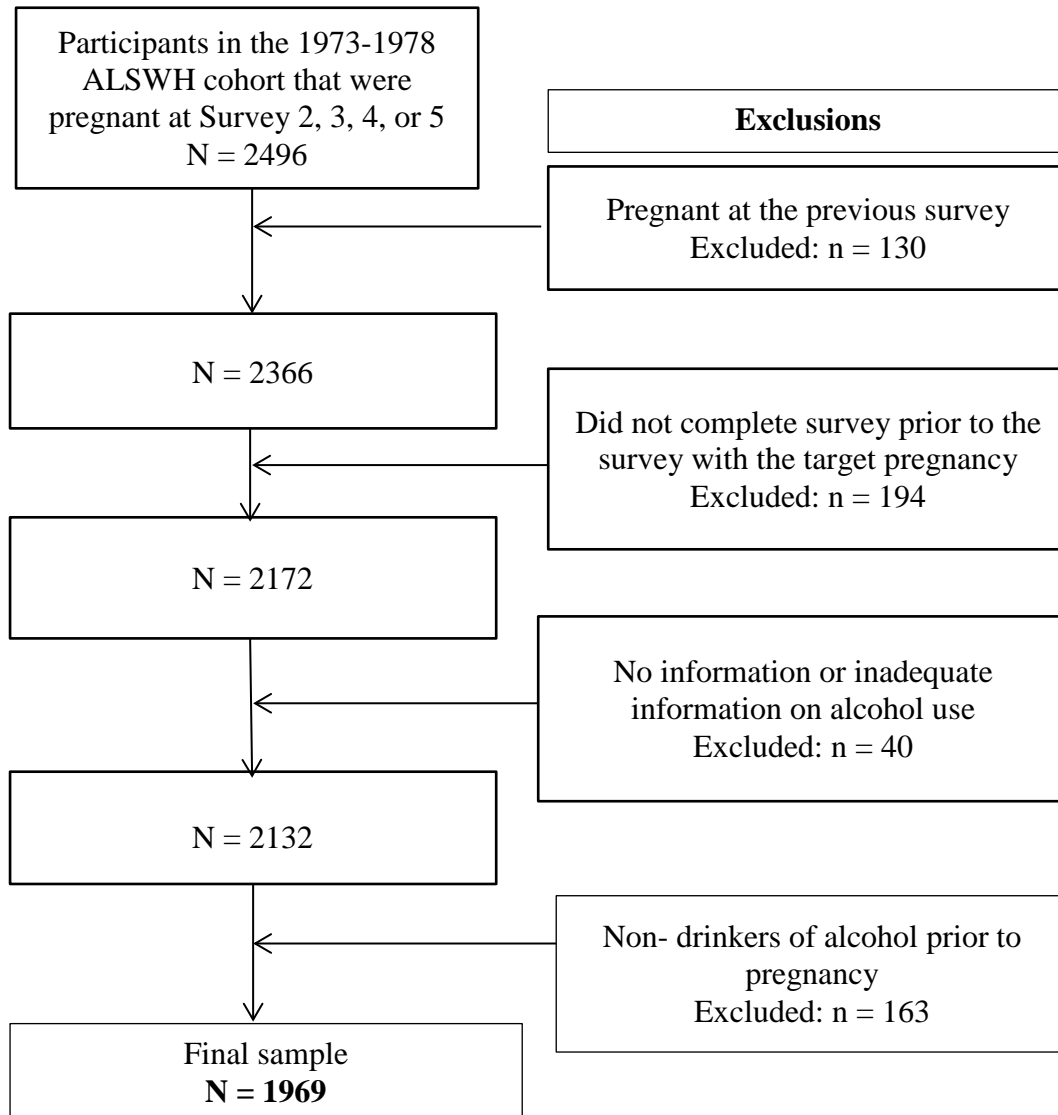 Participants in the 1973-1978
ALSWH cohort that were
pregnant at Survey 2, 3, 4, or 5
N = 2496
Exclusions
Pregnant at the previous survey
Excluded: n = 130
N = 2366
Did not complete survey prior to the
survey with the target pregnancy
Excluded: n = 194
N = 2172
No information or inadequate
information on alcohol use
Excluded: n = 40
N = 2132
Non- drinkers of alcohol prior to
pregnancy
Excluded: n = 163
Final sample
N = 1969